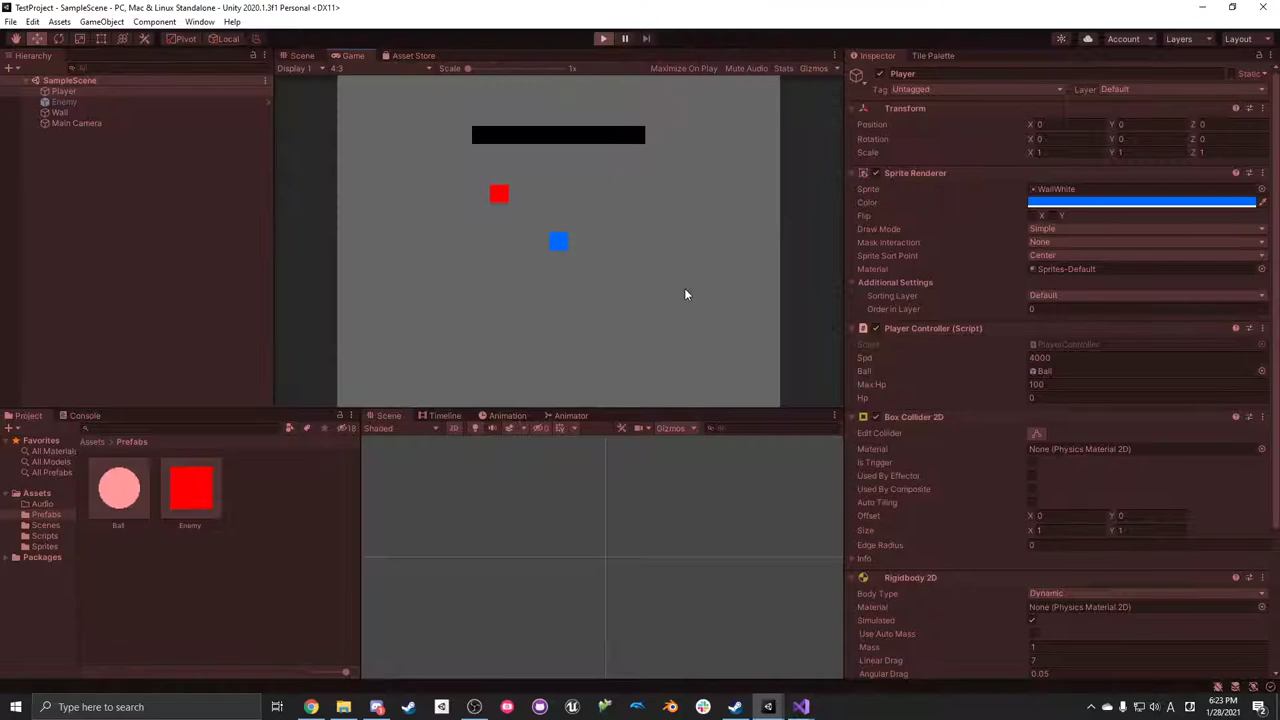 TestProject - SampleScene - PC, Mac & Linux Standalone - Unity 2020.1.3f1 Personal <DX11>
File Edit Assets GameObject Component Window Help
Pivot Local Account Layers Layout
Hierarchy Scene Game Asset Store Inspector Tile Palette
Display 1 4:3 Scale 1x Maximize On Play Mute Audio Stats Gizmos
All
SampleScene
Player
Enemy
Wall
Main Camera
Player Static
Tag Untagged Layer Default
Transform
Position X 0 Y 0 Z 0
Rotation X 0 Y 0 Z 0
Scale X 1 Y 1 Z 1
Sprite Renderer
Sprite WallWhite
Color
Flip X Y
Draw Mode Simple
Mask Interaction None
Sprite Sort Point Center
Material Sprites-Default
Additional Settings
Sorting Layer Default
Order in Layer 0
Player Controller (Script)
Script PlayerController
Spd 4000
Ball Ball
Max Hp 100
Hp 0
Box Collider 2D
Edit Collider
Material None (Physics Material 2D)
Is Trigger
Used By Effector
Used By Composite
Auto Tiling
Offset X 0 Y 0
Size X 1 Y 1
Edge Radius 0
Info
Rigidbody 2D
Body Type Dynamic
Material None (Physics Material 2D)
Simulated
Use Auto Mass
Mass 1
Linear Drag 7
Angular Drag 0.05
Project Console
18
Favorites
All Materials
All Models
All Prefabs
Assets
Audio
Prefabs
Scenes
Scripts
Sprites
Packages
Assets > Prefabs
Ball Enemy
Scene Timeline Animation Animator
Shaded 2D 0 Gizmos All
Type here to search
6:23 PM
1/28/2021